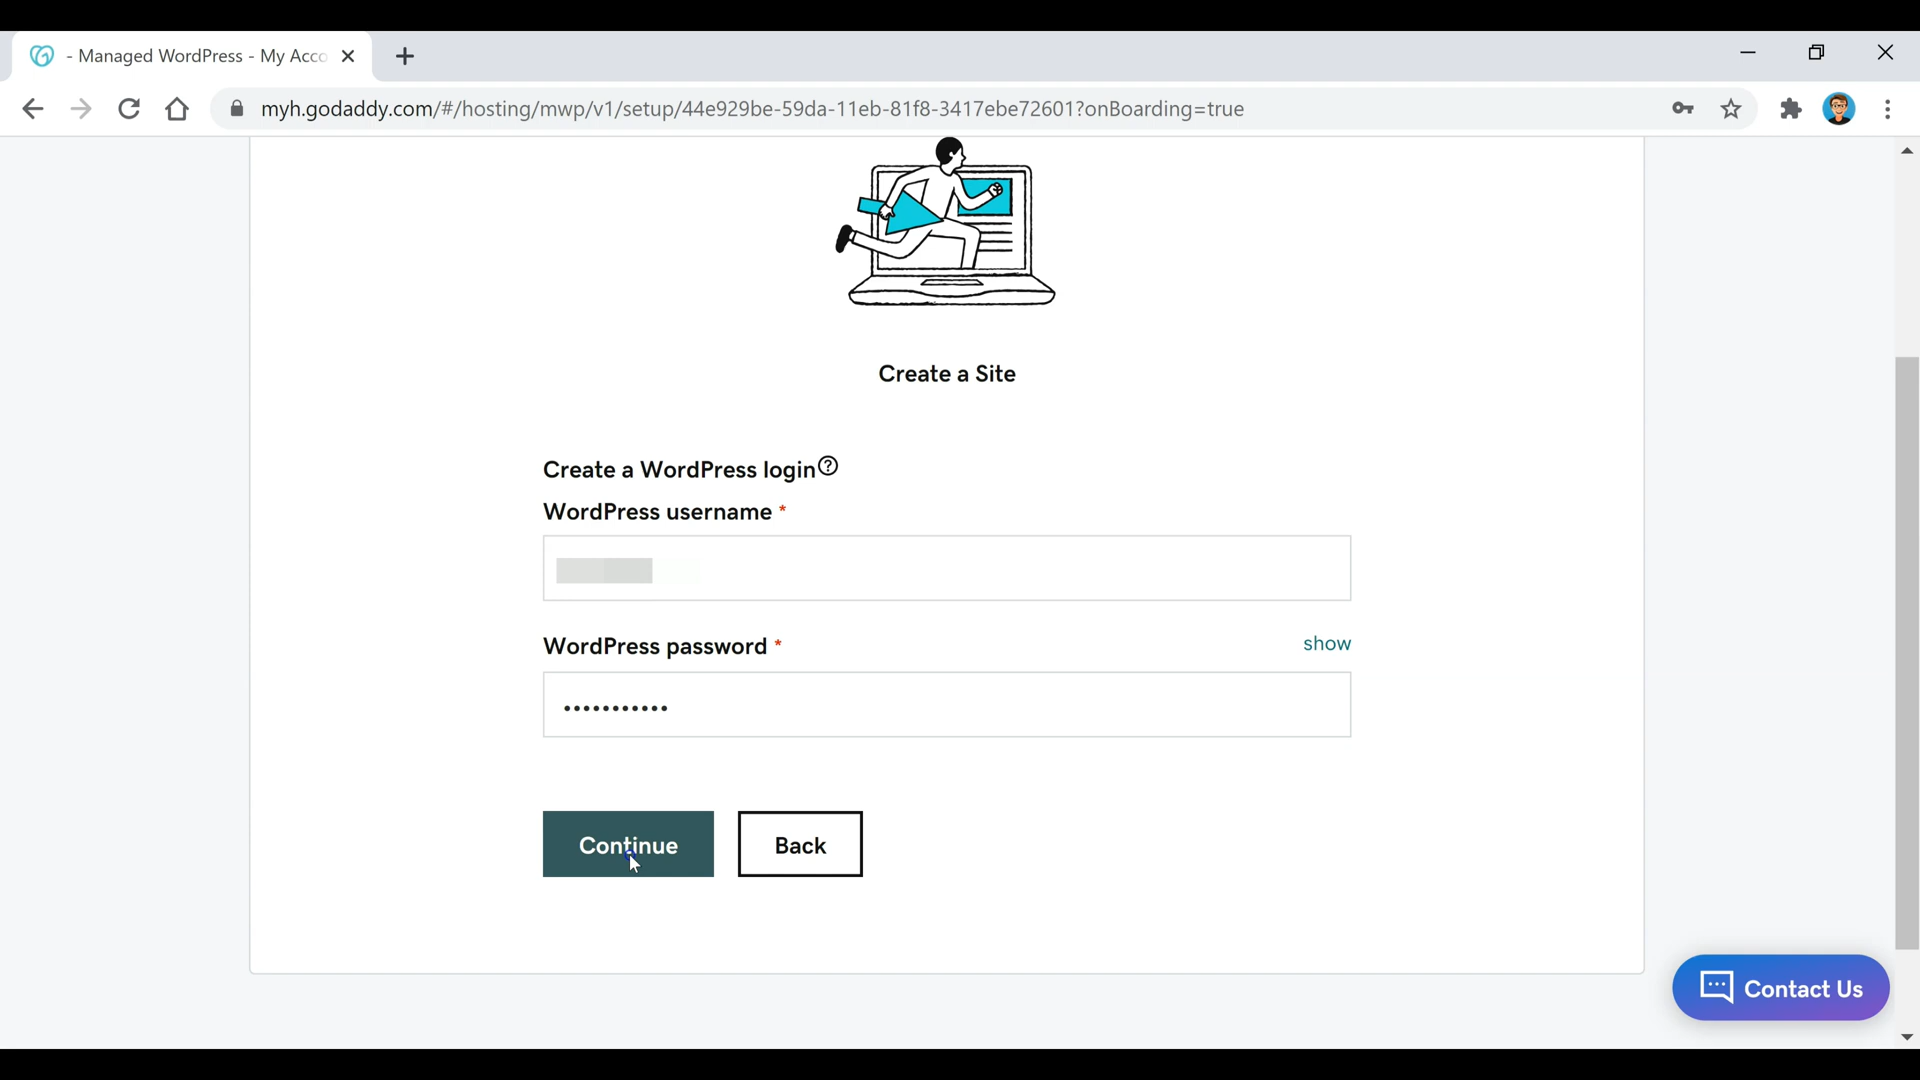 - Managed WordPress - My Acco
myh.godaddy.com/#/hosting/mwp/v1/setup/44e929be-59da-11eb-81f8-3417ebe72601?onBoarding=true
Create a Site
Create a WordPress login?
WordPress username *
WordPress password * show
•••••••••••
Continue Back
Contact Us